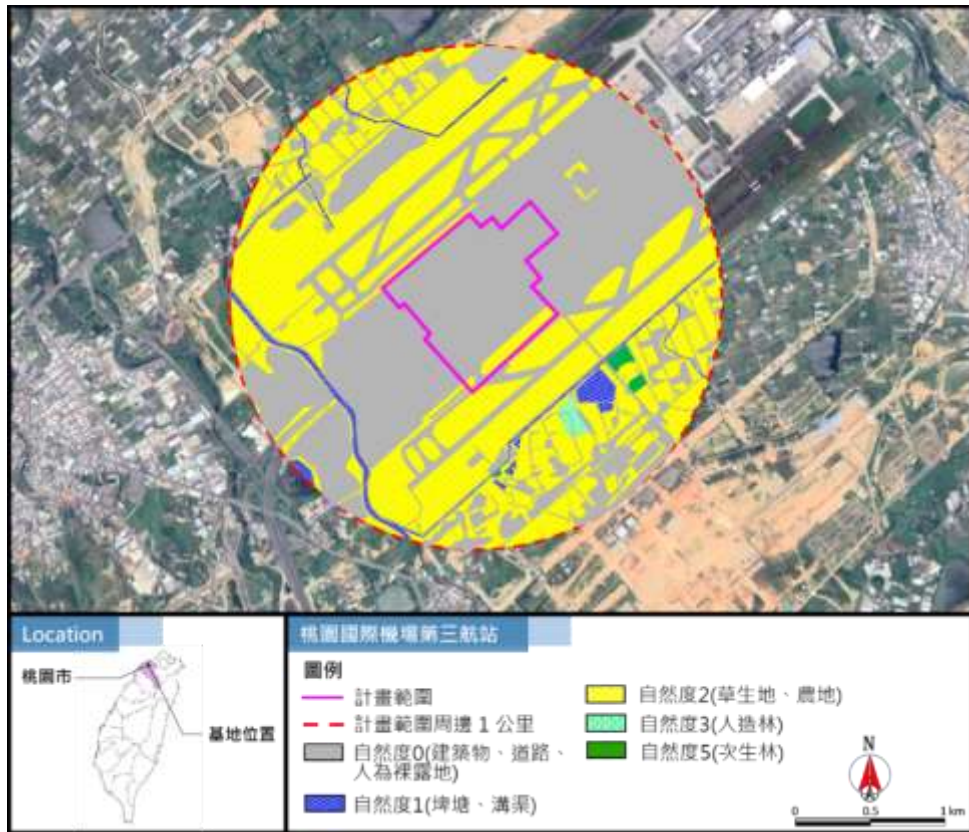 Location
桃園市
基地位置
桃園國際機場第三航站
圖例
計畫範圍
計畫範圍周邊 1 公里
自然度0(建築物、道路、
人為裸露地)
自然度1(埤塘、溝渠)
自然度2(草生地、農地)
自然度3(人造林)
自然度5(次生林)
N
0 0.5 1 km